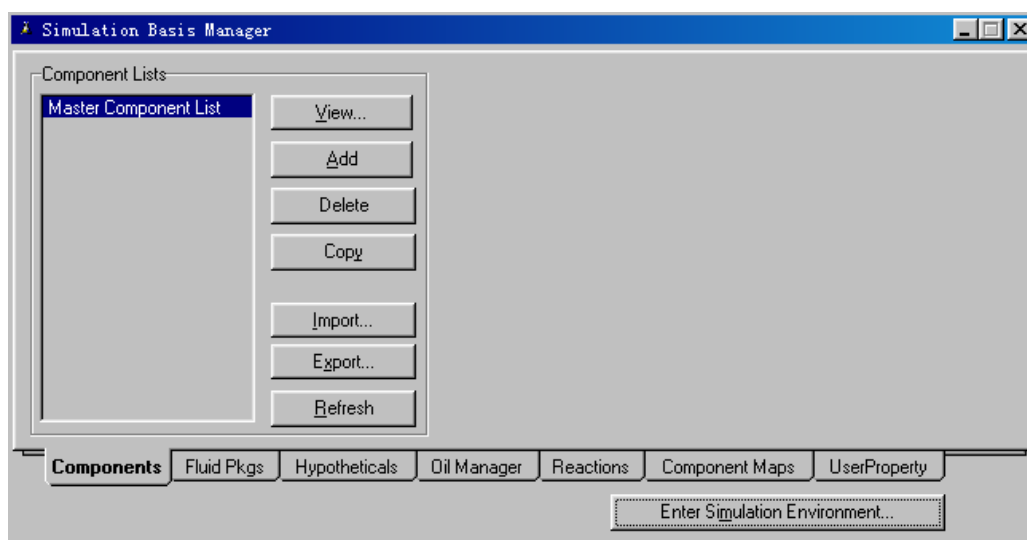 Simulation Basis Manager
Component Lists
Master Component List
View...
Add
Delete
Copy
Import...
Export...
Refresh
Components Fluid Pkgs Hypotheticals Oil Manager Reactions Component Maps UserProperty
Enter Simulation Environment...